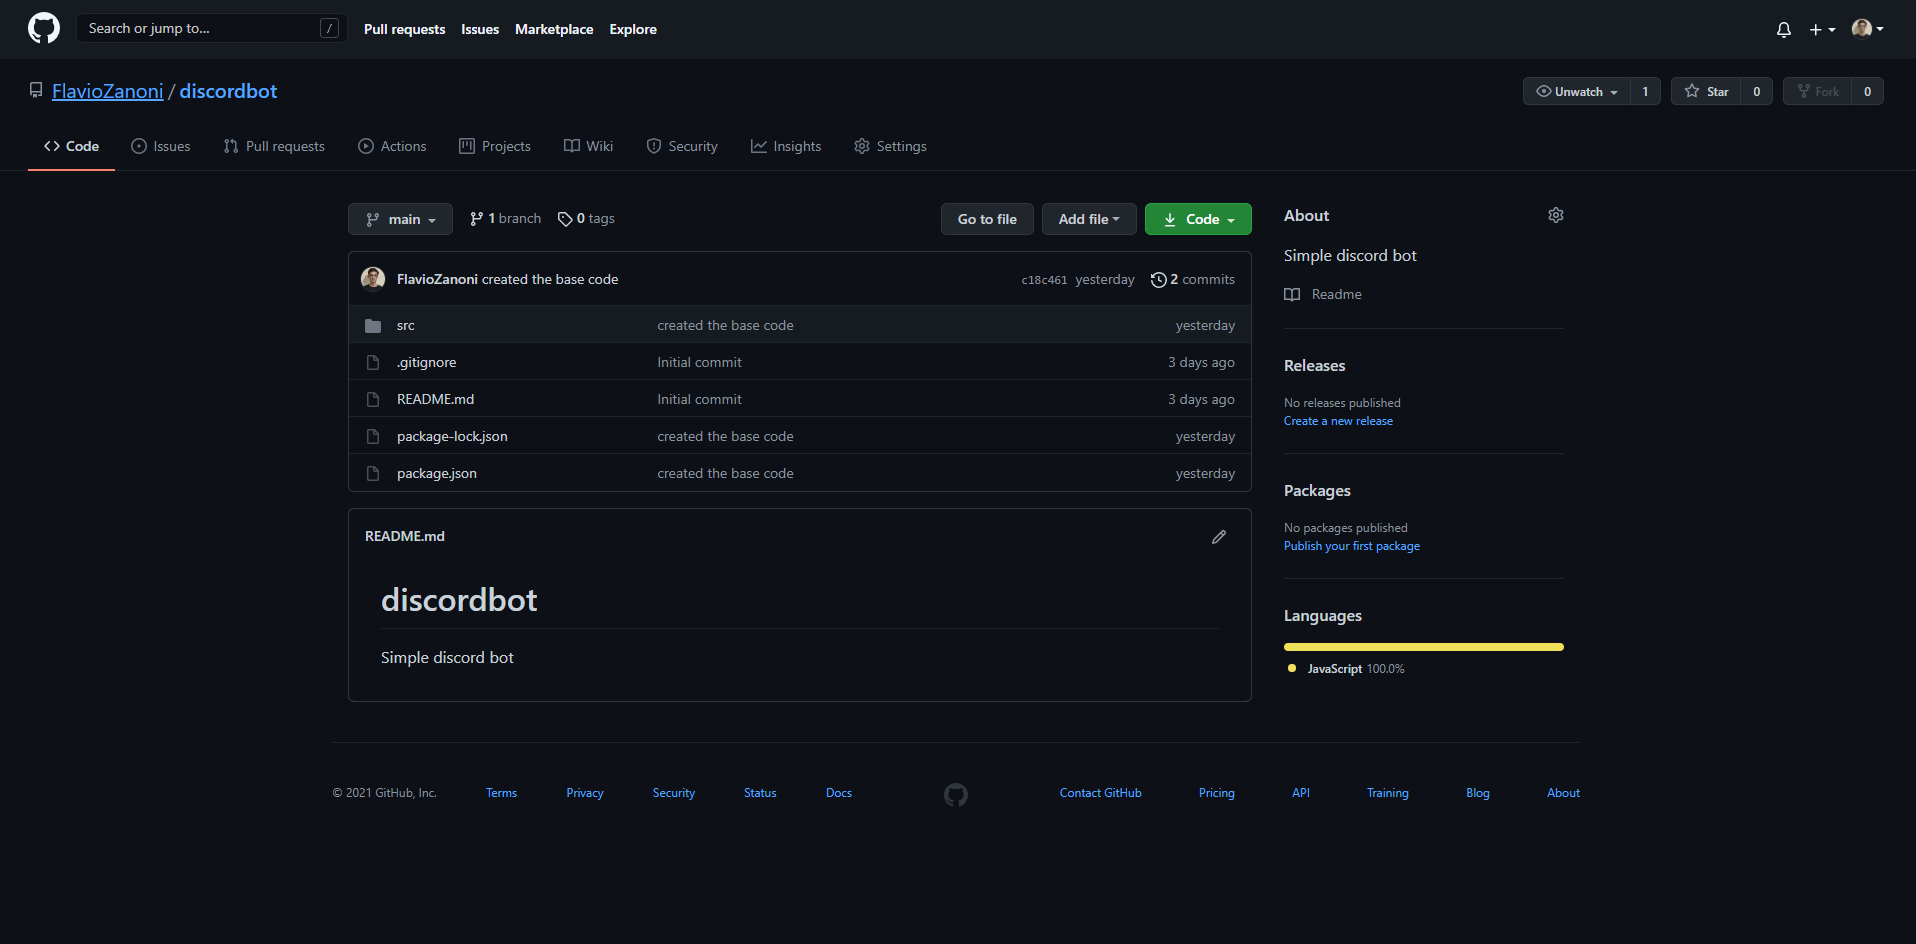 Search or jump to... /
Pull requests Issues Marketplace Explore
FlavioZanoni / discordbot
Unwatch 1 Star 0 Fork 0
Code Issues Pull requests Actions Projects Wiki Security Insights Settings
main 1 branch 0 tags Go to file Add file Code
FlavioZanoni created the base code c18c461 yesterday 2 commits
src created the base code yesterday
.gitignore Initial commit 3 days ago
README.md Initial commit 3 days ago
package-lock.json created the base code yesterday
package.json created the base code yesterday
README.md
discordbot
Simple discord bot
About
Simple discord bot
Readme
Releases
No releases published
Create a new release
Packages
No packages published
Publish your first package
Languages
JavaScript 100.0%
© 2021 GitHub, Inc. Terms Privacy Security Status Docs Contact GitHub Pricing API Training Blog About